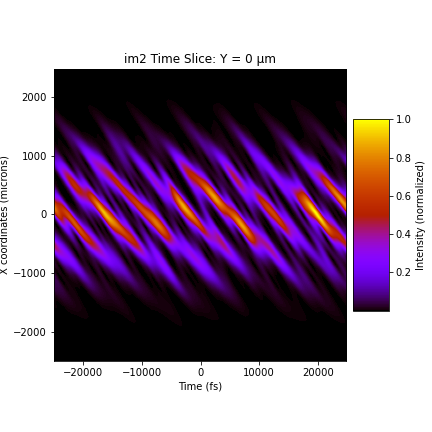 im2 Time Slice: Y = 0 μm
X coordinates (microns)
2000
1000
0
−1000
−2000
−20000 −10000 0 10000 20000
Time (fs)
1.0
0.8
0.6
0.4
0.2
Intensity (normalized)